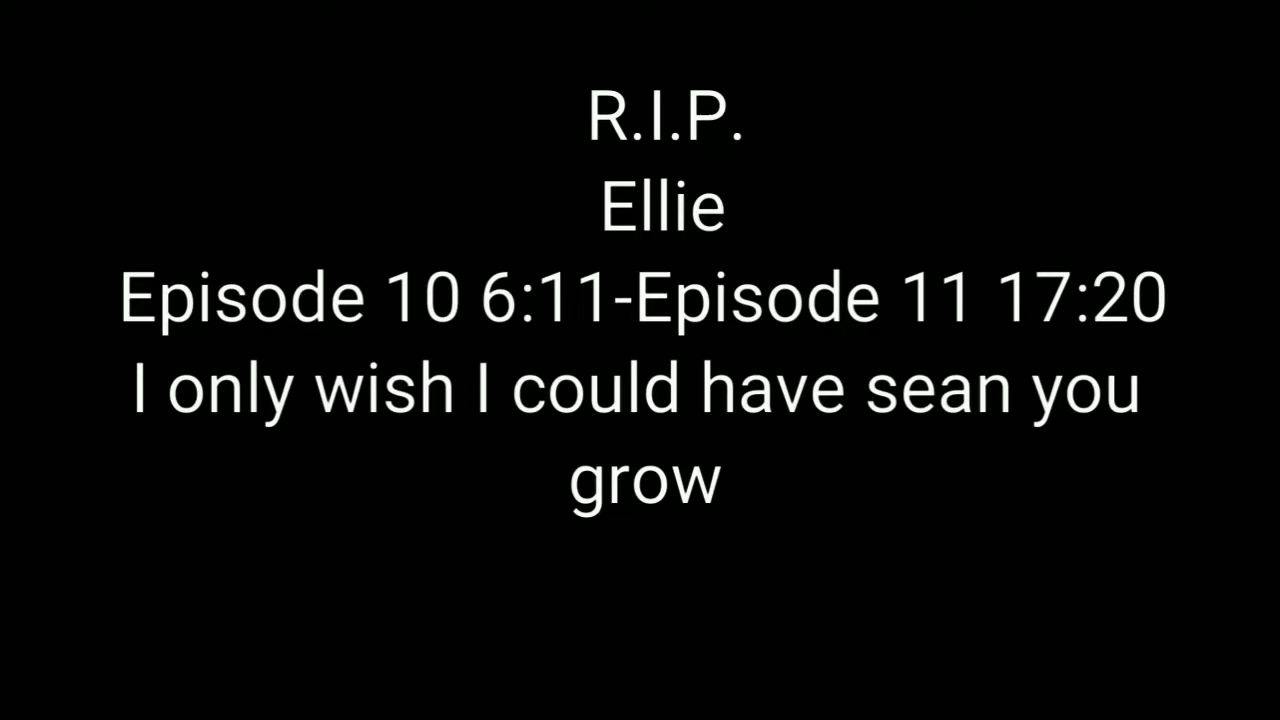 R.I.P.
Ellie
Episode 10 6:11-Episode 11 17:20
I only wish I could have sean you
grow